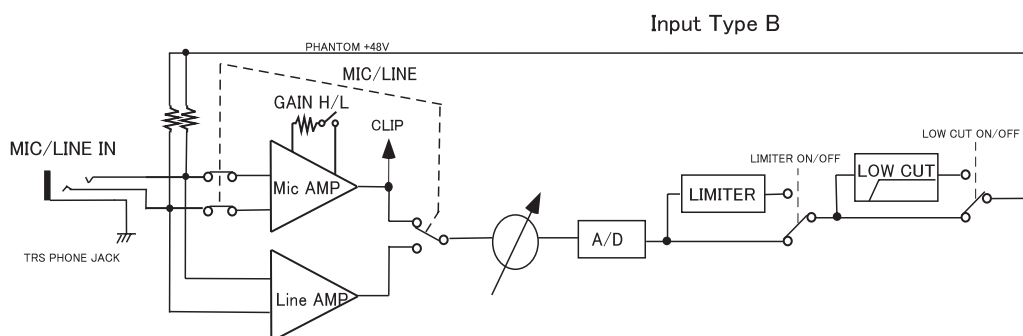 Input Type B
PHANTOM +48V
MIC/LINE
GAIN H/L
CLIP
MIC/LINE IN
LOW CUT ON/OFF
LIMITER ON/OFF
LOW CUT
Mic AMP
LIMITER
A/D
TRS PHONE JACK
Line AMP